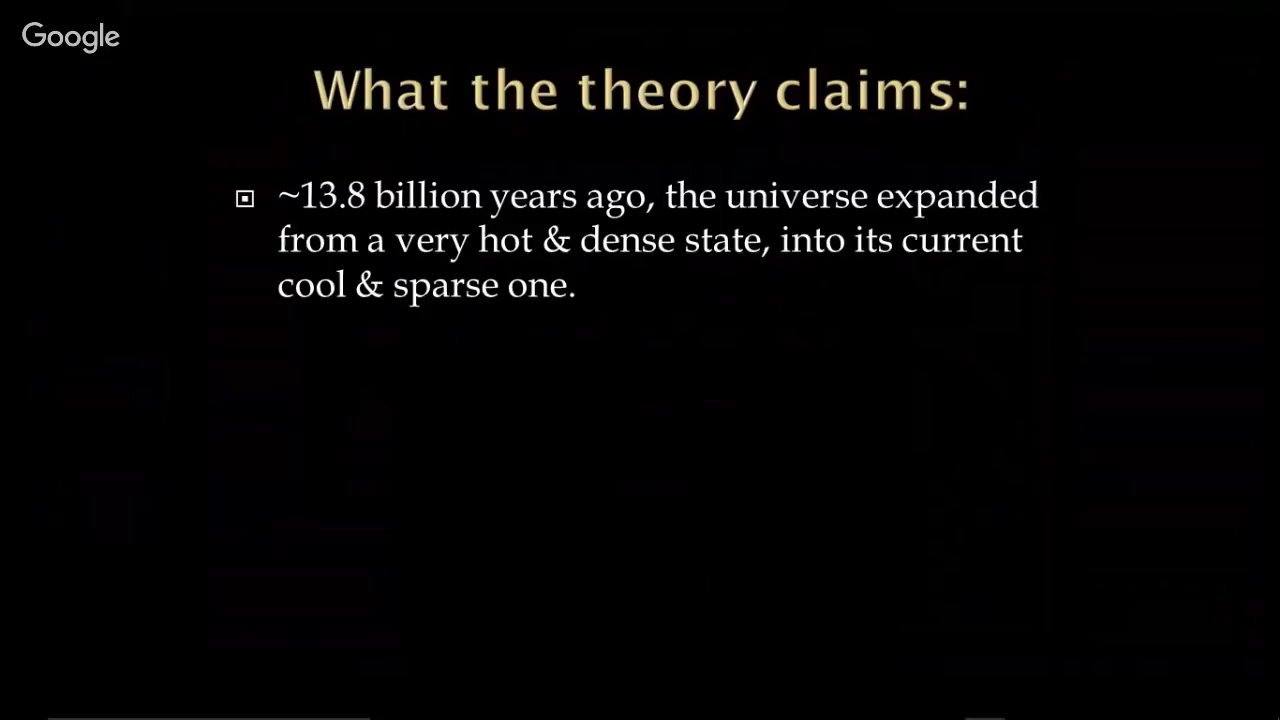 Google
What the theory claims:
~13.8 billion years ago, the universe expanded
from a very hot & dense state, into its current
cool & sparse one.